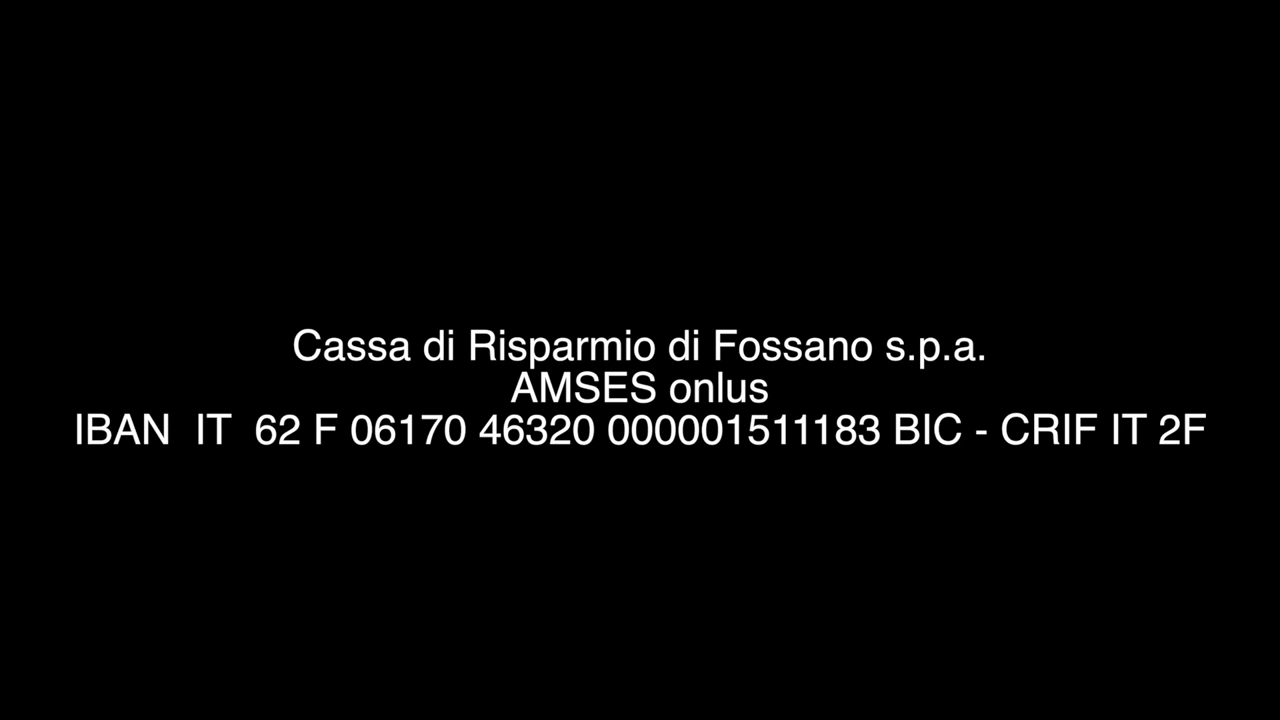 Cassa di Risparmio di Fossano s.p.a.
AMSES onlus
IBAN  IT  62 F 06170 46320 000001511183 BIC - CRIF IT 2F